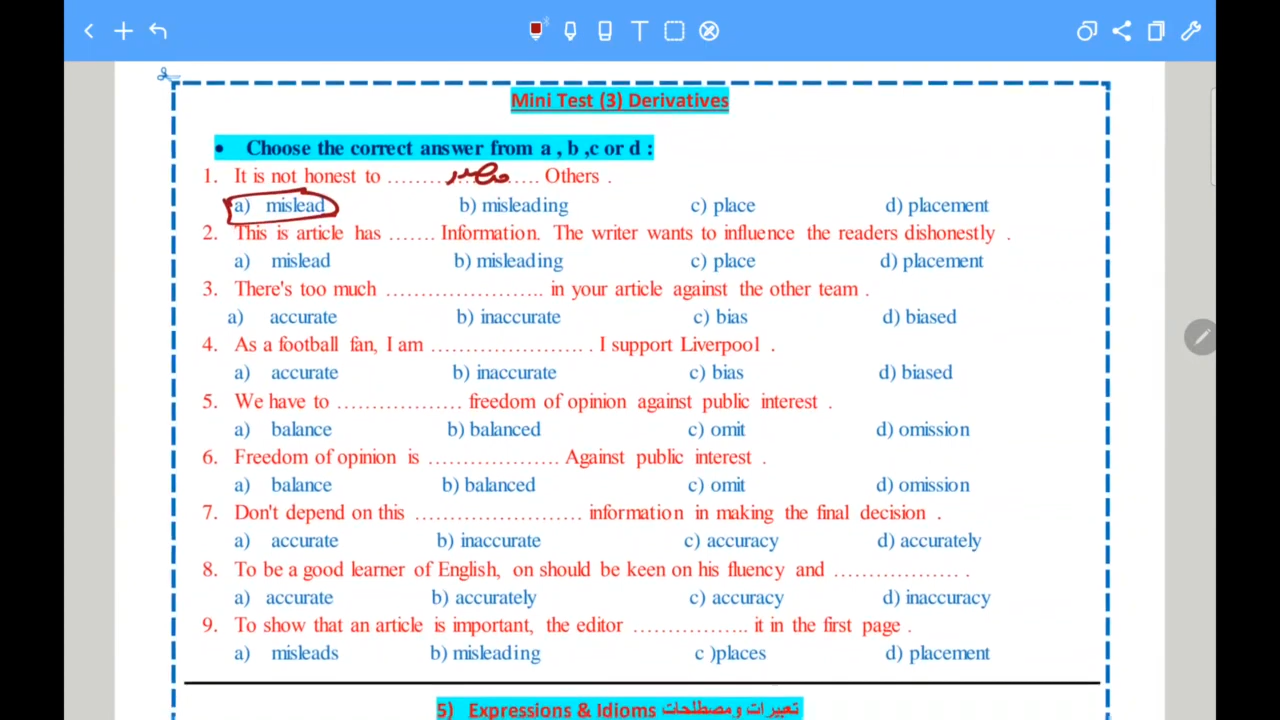 Mini Test (3) Derivatives
• Choose the correct answer from a , b ,c or d :
1. It is not honest to ……… مصدر …. Others .
a) mislead b) misleading c) place d) placement
2. This is article has ……. Information. The writer wants to influence the readers dishonestly .
a) mislead b) misleading c) place d) placement
3. There's too much ………………….. in your article against the other team .
a) accurate b) inaccurate c) bias d) biased
4. As a football fan, I am …………………. . I support Liverpool .
a) accurate b) inaccurate c) bias d) biased
5. We have to ……………… freedom of opinion against public interest .
a) balance b) balanced c) omit d) omission
6. Freedom of opinion is ………………. Against public interest .
a) balance b) balanced c) omit d) omission
7. Don't depend on this …………………… information in making the final decision .
a) accurate b) inaccurate c) accuracy d) accurately
8. To be a good learner of English, on should be keen on his fluency and ……………… .
a) accurate b) accurately c) accuracy d) inaccuracy
9. To show that an article is important, the editor …………….. it in the first page .
a) misleads b) misleading c )places d) placement
5) Expressions & Idioms تعبيرات ومصطلحات